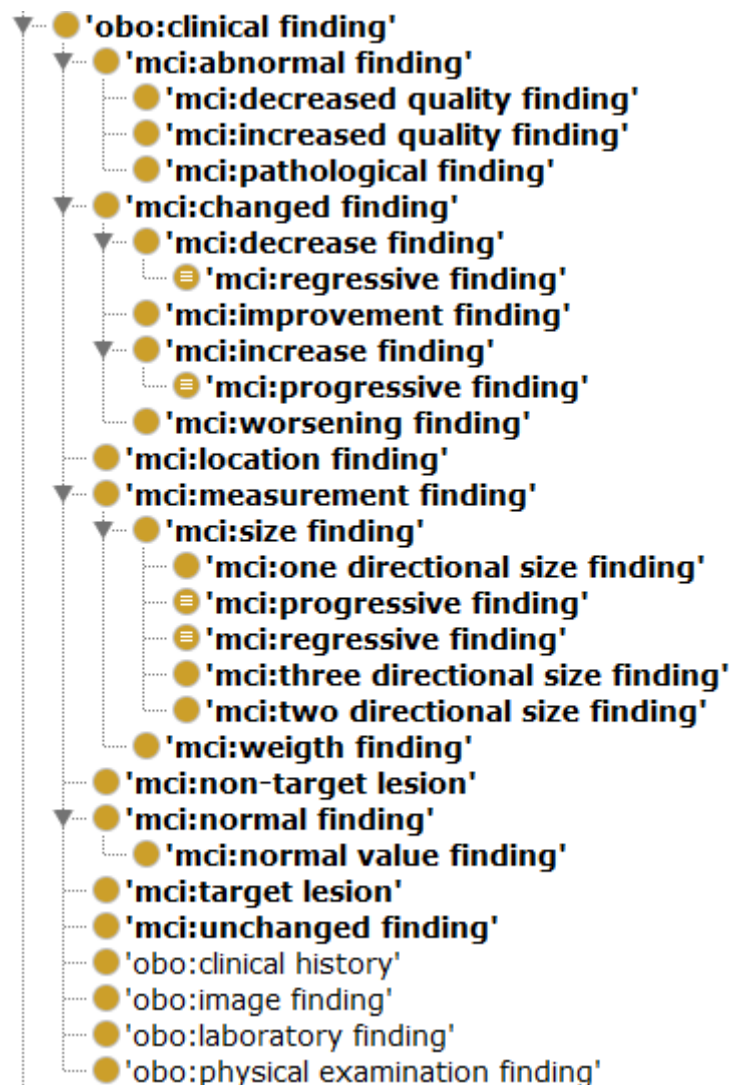 'obo:clinical finding'
'mci:abnormal finding'
'mci:decreased quality finding'
'mci:increased quality finding'
'mci:pathological finding'
'mci:changed finding'
'mci:decrease finding'
'mci:regressive finding'
'mci:improvement finding'
'mci:increase finding'
'mci:progressive finding'
'mci:worsening finding'
'mci:location finding'
'mci:measurement finding'
'mci:size finding'
'mci:one directional size finding'
'mci:progressive finding'
'mci:regressive finding'
'mci:three directional size finding'
'mci:two directional size finding'
'mci:weigth finding'
'mci:non-target lesion'
'mci:normal finding'
'mci:normal value finding'
'mci:target lesion'
'mci:unchanged finding'
'obo:clinical history'
'obo:image finding'
'obo:laboratory finding'
'obo:physical examination finding'